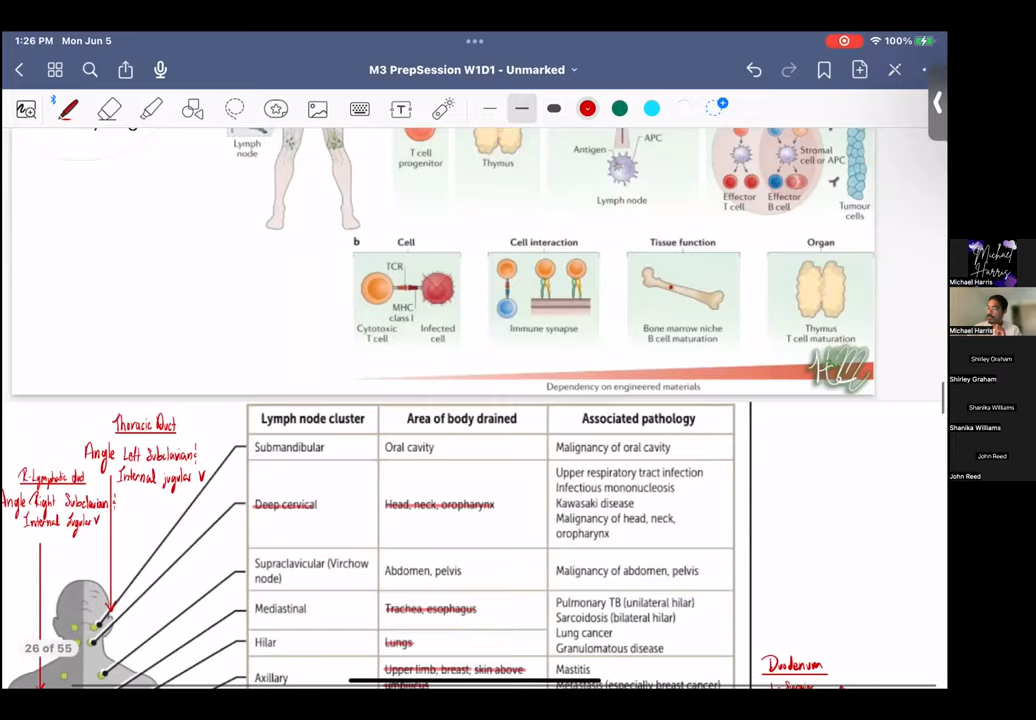 1:26 PM Mon Jun 5
100%
M3 PrepSession W1D1 - Unmarked
Lymph
node
T cell
progenitor
Thymus
Antigen
APC
Lymph node
Stromal
cell or APC
Effector
T cell
Effector
B cell
Tumour
cells
b
Cell
Cell interaction
Tissue function
Organ
TCR
MHC
class I
Cytotoxic
T cell
Infected
cell
Immune synapse
Bone marrow niche
B cell maturation
Thymus
T cell maturation
Dependency on engineered materials
Thoracic Duct
Angle Left Subclavian
Internal jugular V
R-Lymphatic duct
Angle Right Subclavian
Internal Jugular V
Lymph node cluster
Area of body drained
Associated pathology
Submandibular
Oral cavity
Malignancy of oral cavity
Deep cervical
Head, neck, oropharynx
Upper respiratory tract infection
Infectious mononucleosis
Kawasaki disease
Malignancy of head, neck,
oropharynx
Supraclavicular (Virchow
node)
Abdomen, pelvis
Malignancy of abdomen, pelvis
Mediastinal
Trachea, esophagus
Pulmonary TB (unilateral hilar)
Sarcoidosis (bilateral hilar)
Lung cancer
Granulomatous disease
Hilar
Lungs
Axillary
Upper limb, breast, skin above
umbilicus
Mastitis
Metastasis (especially breast cancer)
26 of 55
Duodenum
Michael
Harris
Michael Harris
Michael Harris
Shirley Graham
Shirley Graham
Shanika Williams
Shanika Williams
John Reed
John Reed